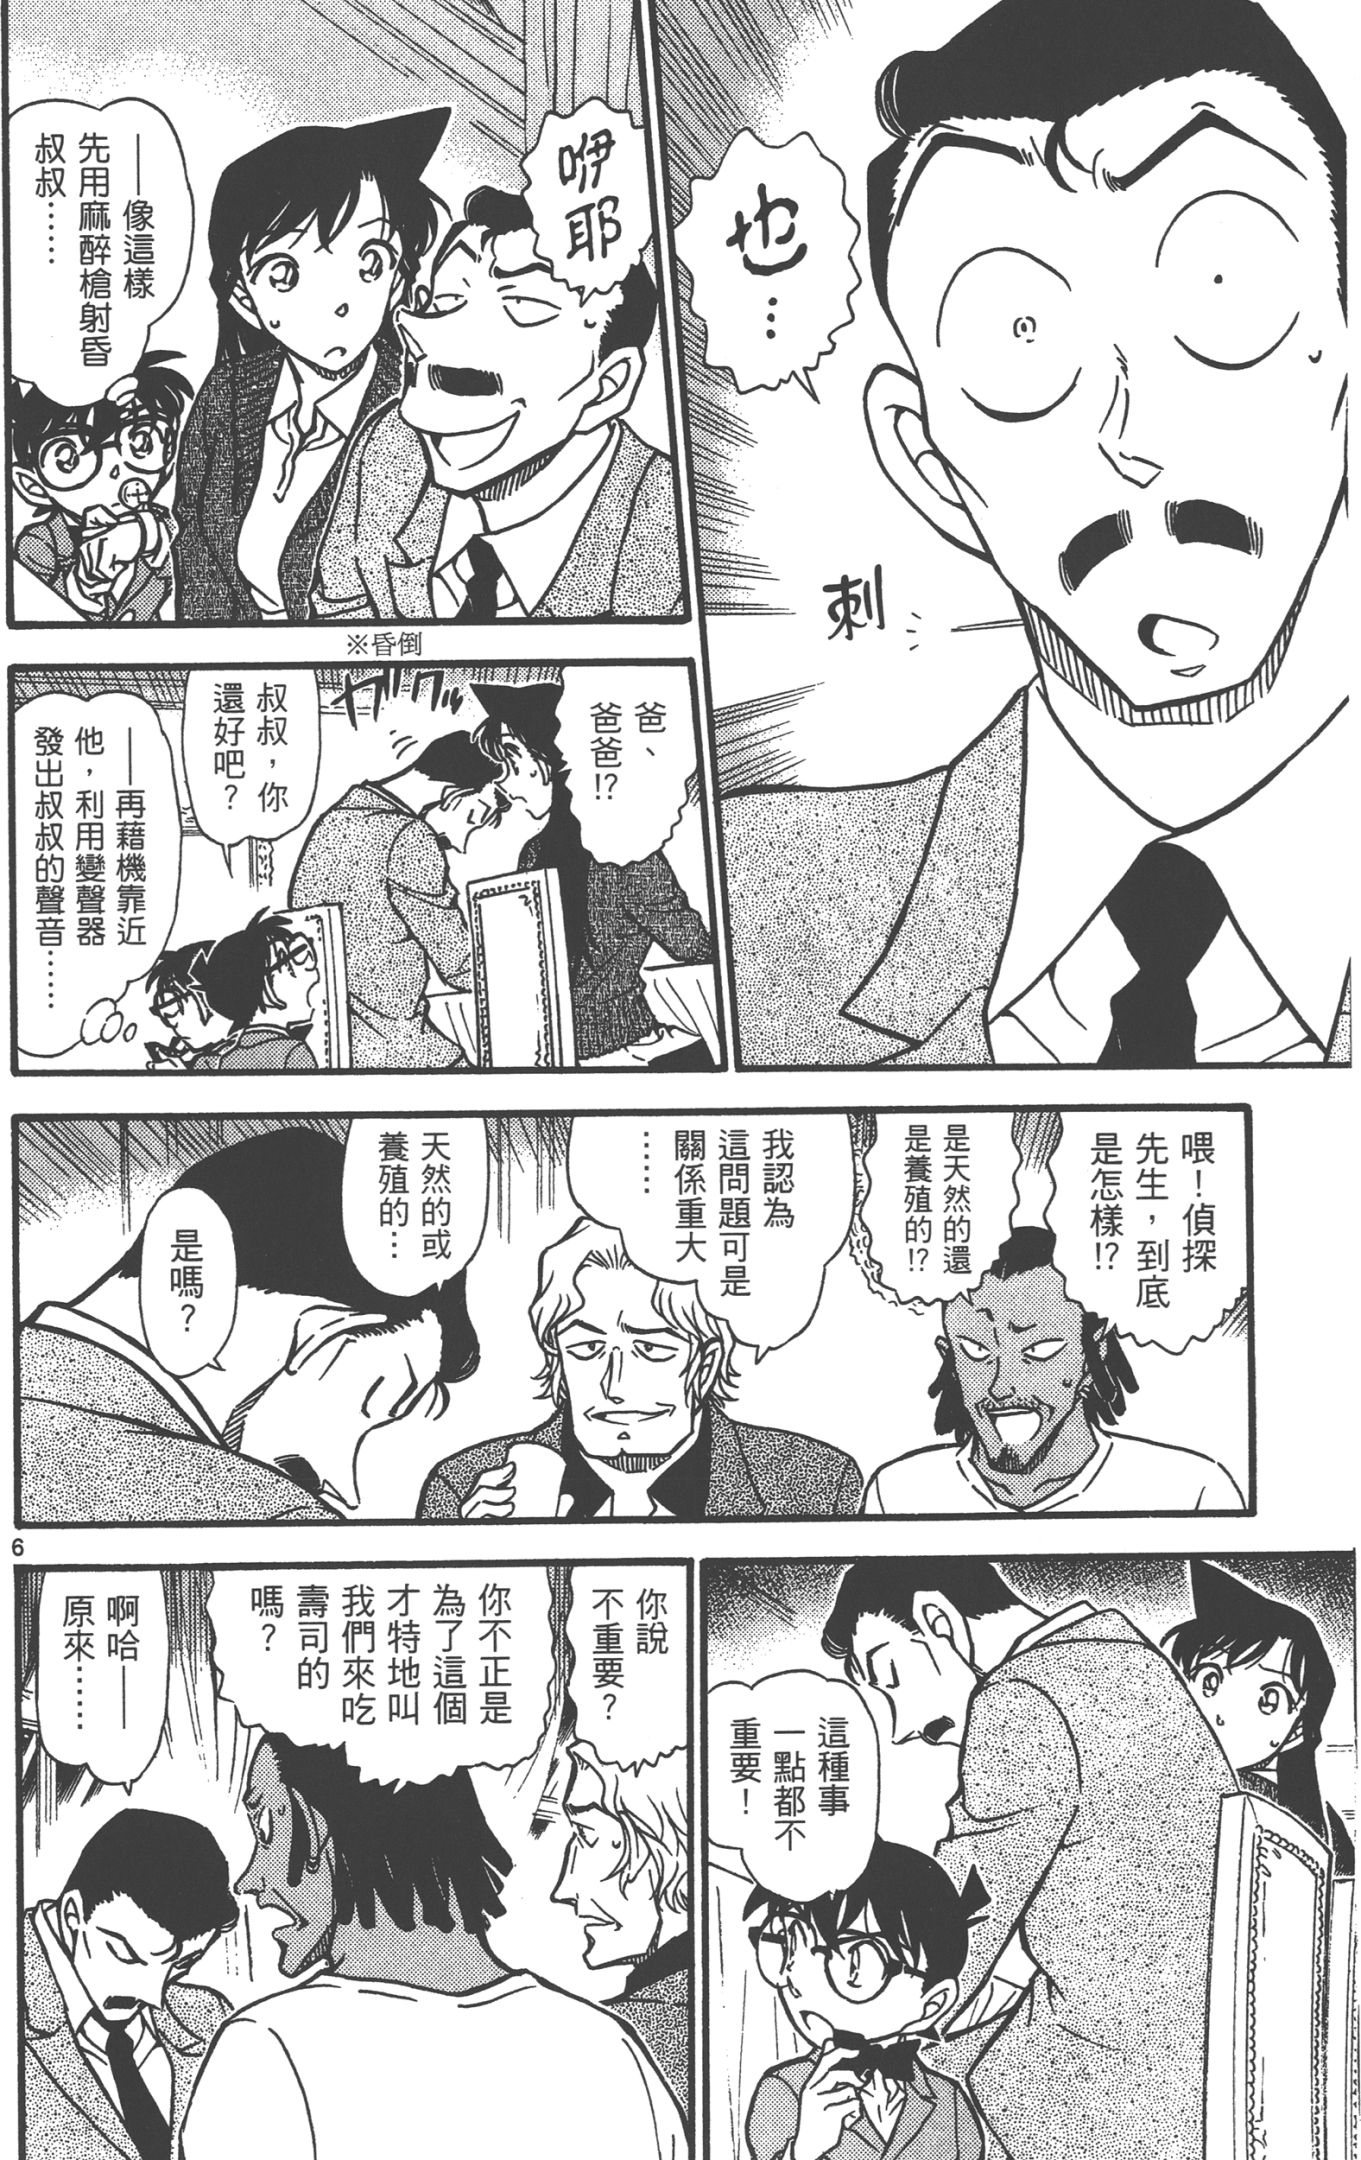 也…
刺
咿
耶
——像這樣
先用麻醉槍射昏
叔叔……
※昏倒
爸、
爸爸!?
ガクッ
叔叔，你
還好吧？
——再藉機靠近
他，利用變聲器
發出叔叔的聲音
……
喂！偵探
先生，到底
是怎樣!?
是天然的還
是養殖的!?
我認為
這問題可是
關係重大
……
天然的或
養殖的…
是嗎？
這種事
一點都不
重要！
你說
不重要？
你不正是
為了這個
才特地叫
我們來吃
壽司的
嗎？
啊哈——
原來……
6